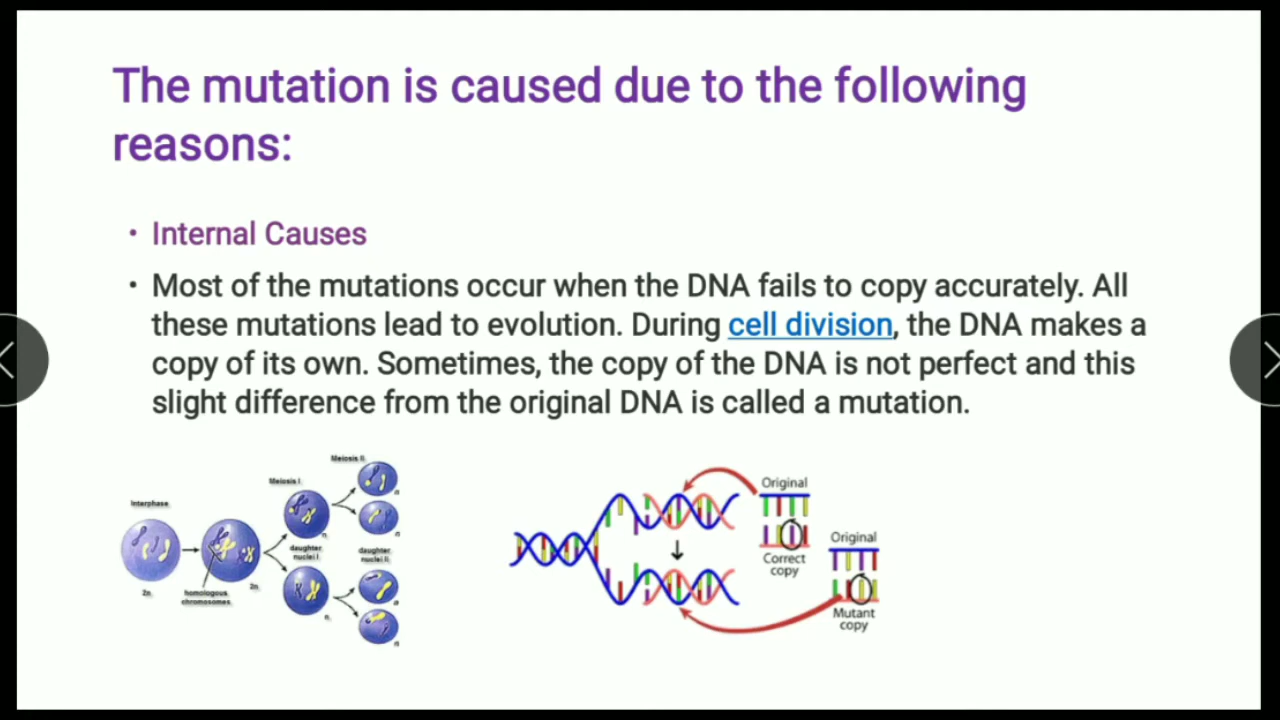 The mutation is caused due to the following
reasons:
• Internal Causes
• Most of the mutations occur when the DNA fails to copy accurately. All
these mutations lead to evolution. During cell division, the DNA makes a
copy of its own. Sometimes, the copy of the DNA is not perfect and this
slight difference from the original DNA is called a mutation.
Interphase
2n
homologous
chromosomes
2n
Meiosis I
n
daughter
nuclei I
n
Meiosis II
n
n
daughter
nuclei II
n
n
Original
Correct
copy
Original
Mutant
copy